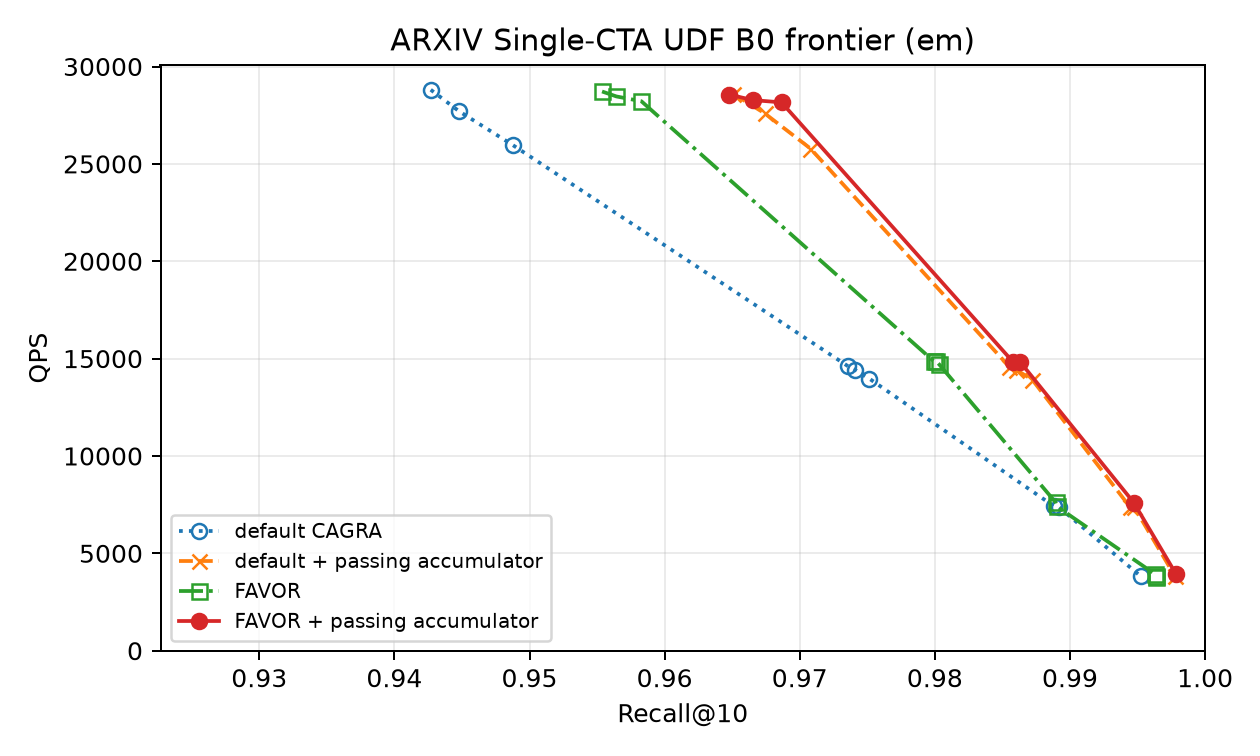 ARXIV Single-CTA UDF B0 frontier (em)
30000
25000
20000
15000
10000
5000
0
QPS
default CAGRA
default + passing accumulator
FAVOR
FAVOR + passing accumulator
0.93 0.94 0.95 0.96 0.97 0.98 0.99 1.00
Recall@10